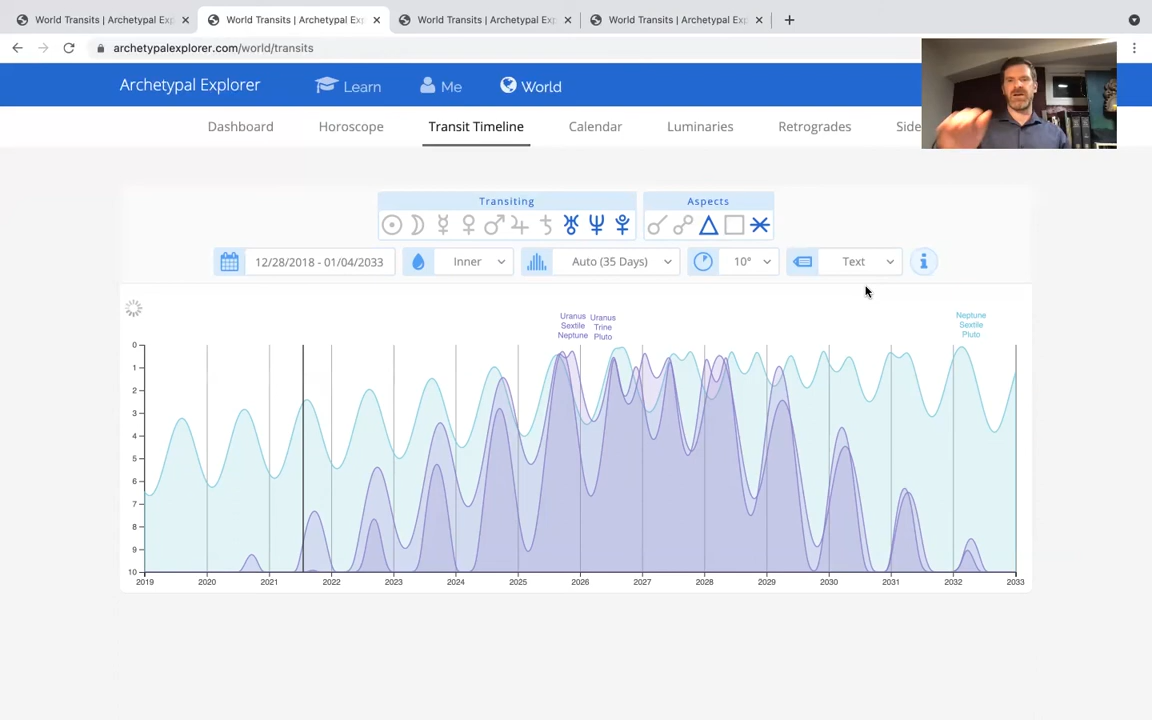 World Transits | Archetypal Exp
World Transits | Archetypal Ex
World Transits | Archetypal Exp
World Transits | Archetypal Exp
archetypalexplorer.com/world/transits
Archetypal Explorer
Learn
Me
World
Dashboard
Horoscope
Transit Timeline
Calendar
Luminaries
Retrogrades
Side
Transiting
Aspects
12/28/2018 - 01/04/2033
Inner
Auto (35 Days)
10°
Text
Uranus
Sextile
Neptune
Uranus
Trine
Pluto
Neptune
Sextile
Pluto
0
1
2
3
4
5
6
7
8
9
10
2019 2020 2021 2022 2023 2024 2025 2026 2027 2028 2029 2030 2031 2032 2033